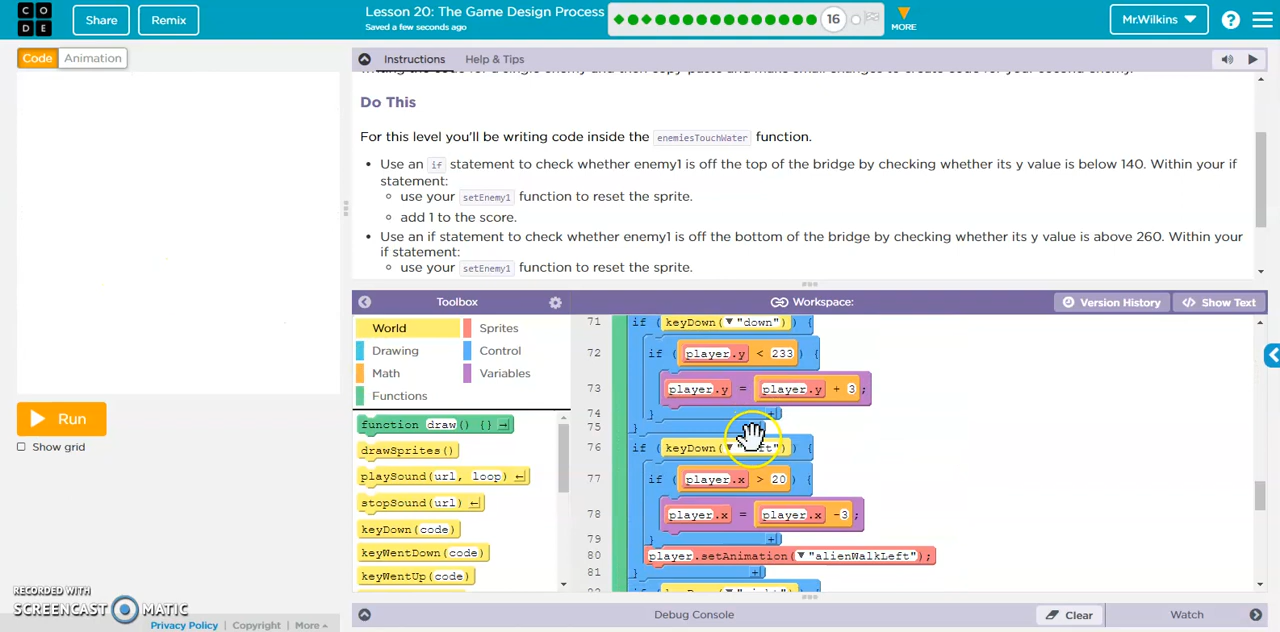 CODE
Share
Remix
Lesson 20: The Game Design Process
Saved a few seconds ago
16
MORE
Mr.Wilkins
?
Code
Animation
Instructions
Help & Tips
Do This
For this level you'll be writing code inside the enemiesTouchWater function.
Use an if statement to check whether enemy1 is off the top of the bridge by checking whether its y value is below 140. Within your if
statement:
use your setEnemy1 function to reset the sprite.
add 1 to the score.
Use an if statement to check whether enemy1 is off the bottom of the bridge by checking whether its y value is above 260. Within your
if statement:
use your setEnemy1 function to reset the sprite.
Toolbox
Workspace:
Version History
</> Show Text
World
Sprites
Drawing
Control
Math
Variables
Functions
function draw() {}
drawSprites()
playSound(url, loop)
stopSound(url)
keyDown(code)
keyWentDown(code)
keyWentUp(code)
71 if ( keyDown( "down") ) {
72 if ( player.y < 233 ) {
73 player.y = player.y + 3;
74 }
75 }
76 if ( keyDown( ") ) {
77 if ( player.x > 20 ) {
78 player.x = player.x -3;
79 }
80 player.setAnimation( "alienWalkLeft");
81 }
Run
Show grid
Debug Console
Clear
Watch
RECORDED WITH
SCREENCAST MATIC
Privacy Policy | Copyright | More